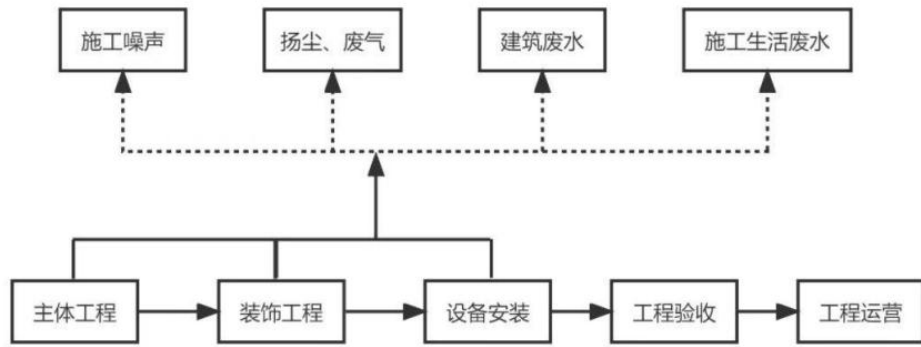 施工噪声
扬尘、废气
建筑废水
施工生活废水
主体工程
装饰工程
设备安装
工程验收
工程运营